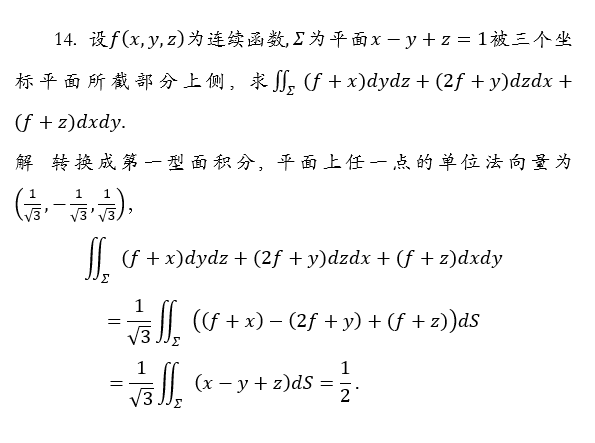 14. 设f(x,y,z)为连续函数,Σ为平面x − y + z = 1被三个坐
标平面所截部分上侧，求∬_Σ (f + x)dydz + (2f + y)dzdx +
(f + z)dxdy.
解 转换成第一型面积分，平面上任一点的单位法向量为
(1/√3, −1/√3, 1/√3),
∬_Σ (f + x)dydz + (2f + y)dzdx + (f + z)dxdy
= 1/√3 ∬_Σ ((f + x) − (2f + y) + (f + z))dS
= 1/√3 ∬_Σ (x − y + z)dS = 1/2.